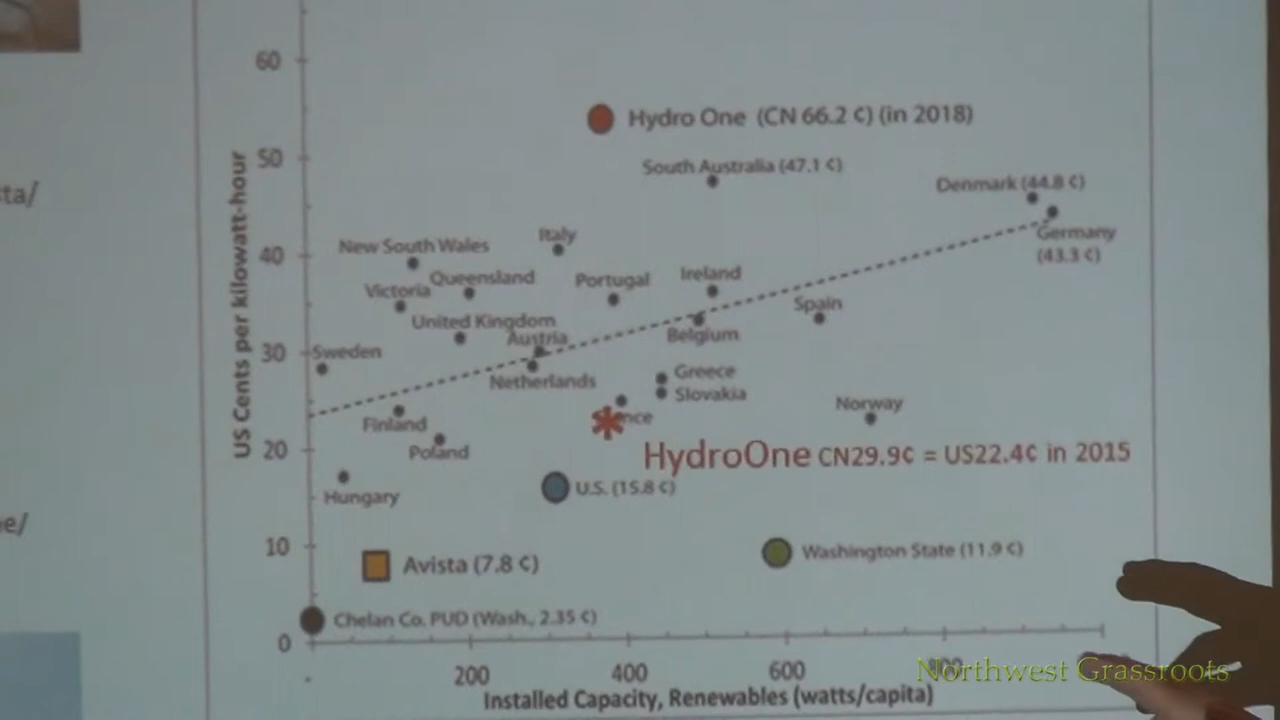 60
Hydro One (CN 66.2 ¢) (in 2018)
50
South Australia (47.1 ¢)
Denmark (44.8 ¢)
sta/
Germany
(43.3 ¢)
40
New South Wales
Italy
Queensland
Victoria
Portugal
Ireland
United Kingdom
Spain
Austria
Belgium
30
Sweden
Netherlands
Greece
Slovakia
nce
Norway
Finland
Poland
20
HydroOne CN29.9¢ = US22.4¢ in 2015
Hungary
U.S. (15.8 ¢)
e/
10
Washington State (11.9 ¢)
Avista (7.8 ¢)
Chelan Co. PUD (Wash., 2.35 ¢)
0
200
400
600
US Cents per kilowatt-hour
Installed Capacity, Renewables (watts/capita)
Northwest Grassroots